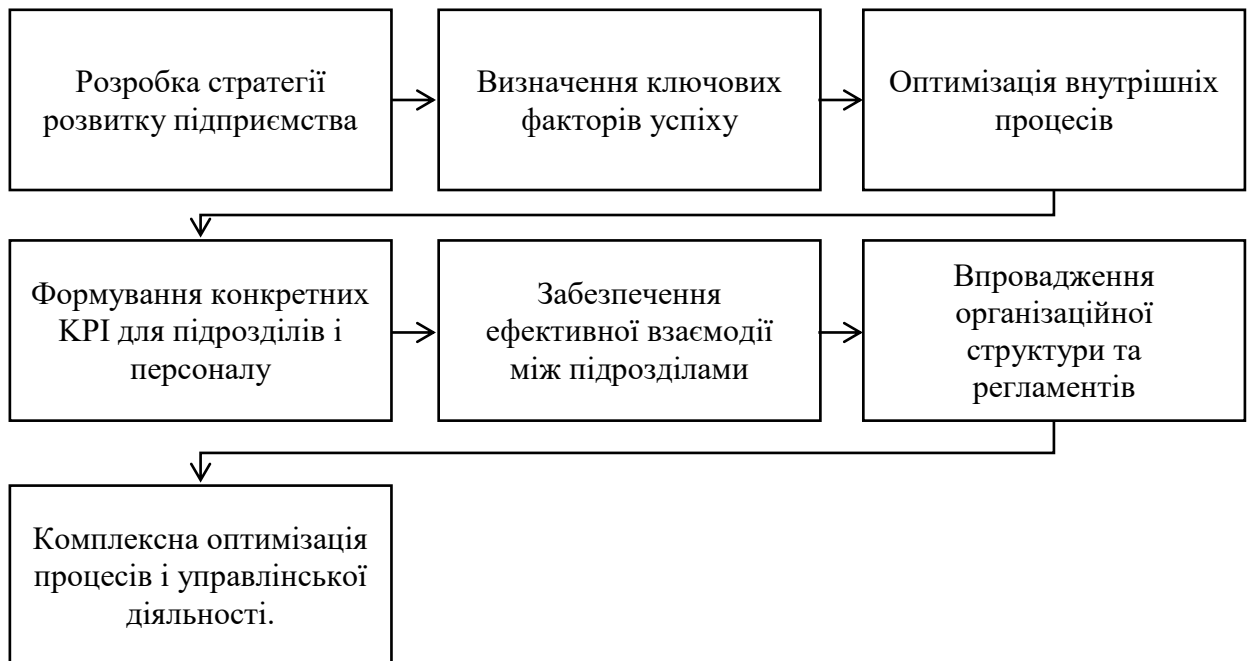 Розробка стратегії
розвитку підприємства
Визначення ключових
факторів успіху
Оптимізація внутрішніх
процесів
Формування конкретних
KPI для підрозділів і
персоналу
Забезпечення
ефективної взаємодії
між підрозділами
Впровадження
організаційної
структури та
регламентів
Комплексна оптимізація
процесів і управлінської
діяльності.